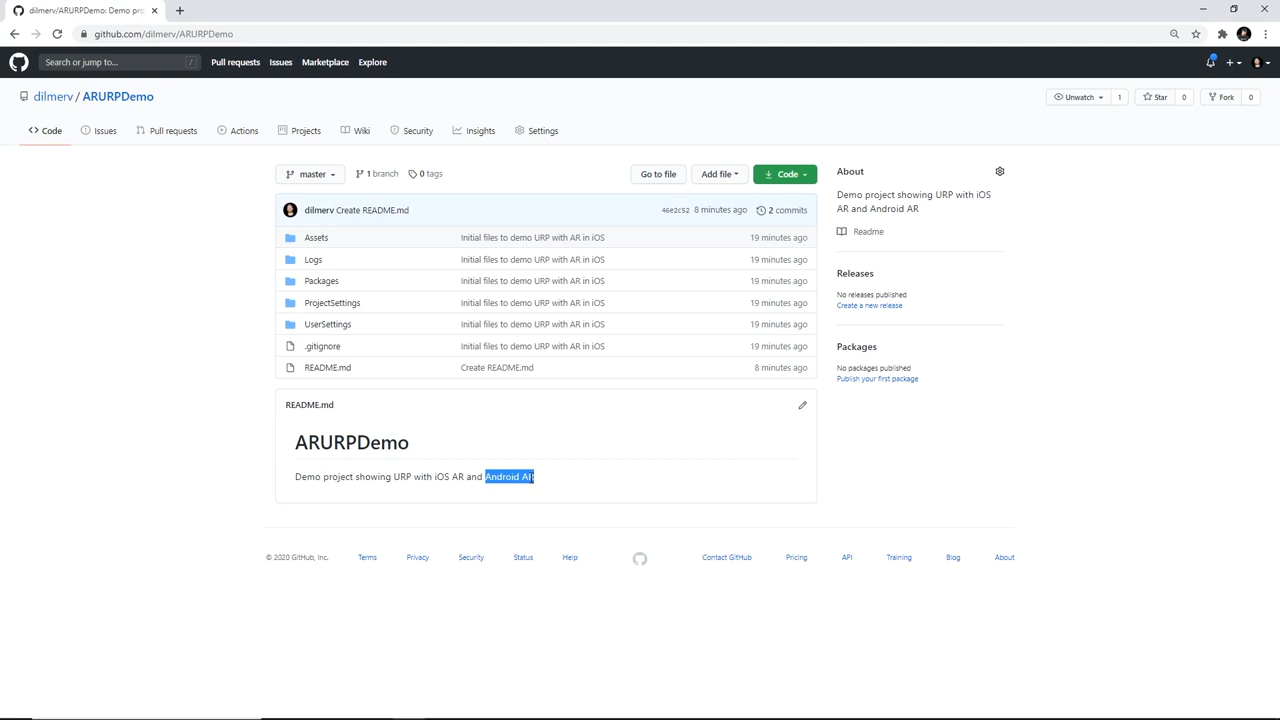 dilmerv/ARURPDemo: Demo pro
github.com/dilmerv/ARURPDemo
Search or jump to... /
Pull requests Issues Marketplace Explore
dilmerv / ARURPDemo
Unwatch 1 Star 0 Fork 0
Code Issues Pull requests Actions Projects Wiki Security Insights Settings
master 1 branch 0 tags Go to file Add file Code
dilmerv Create README.md 46e2c52 8 minutes ago 2 commits
Assets Initial files to demo URP with AR in iOS 19 minutes ago
Logs Initial files to demo URP with AR in iOS 19 minutes ago
Packages Initial files to demo URP with AR in iOS 19 minutes ago
ProjectSettings Initial files to demo URP with AR in iOS 19 minutes ago
UserSettings Initial files to demo URP with AR in iOS 19 minutes ago
.gitignore Initial files to demo URP with AR in iOS 19 minutes ago
README.md Create README.md 8 minutes ago
README.md
ARURPDemo
Demo project showing URP with iOS AR and Android AR
About
Demo project showing URP with iOS
AR and Android AR
Readme
Releases
No releases published
Create a new release
Packages
No packages published
Publish your first package
© 2020 GitHub, Inc. Terms Privacy Security Status Help Contact GitHub Pricing API Training Blog About